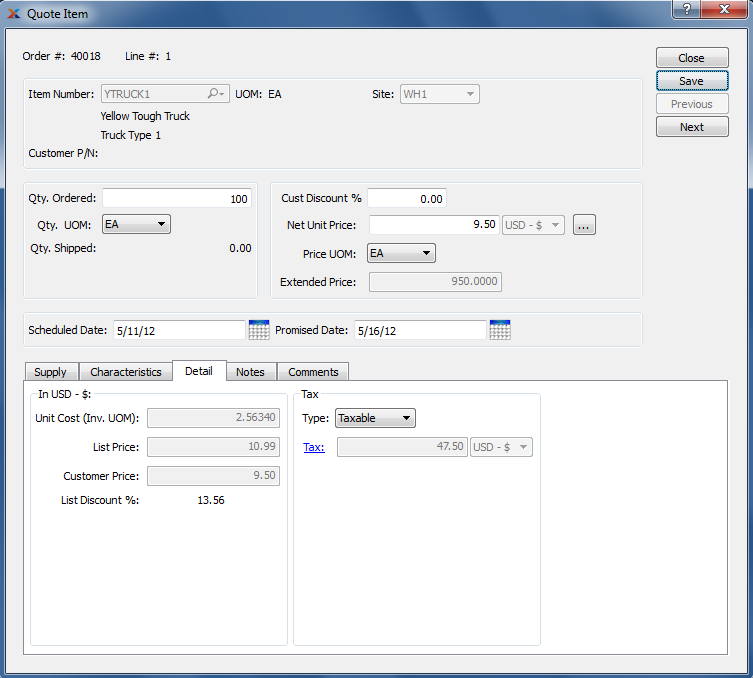 Quote Item
?
Order #: 40018 Line #: 1
Close
Save
Previous
Next
Item Number: YTRUCK1 UOM: EA Site: WH1
Yellow Tough Truck
Truck Type 1
Customer P/N:
Qty. Ordered: 100
Qty. UOM: EA
Qty. Shipped: 0.00
Cust Discount % 0.00
Net Unit Price: 9.50 USD - $ ...
Price UOM: EA
Extended Price: 950.0000
Scheduled Date: 5/11/12 Promised Date: 5/16/12
Supply Characteristics Detail Notes Comments
In USD - $:
Unit Cost (Inv. UOM): 2.56340
List Price: 10.99
Customer Price: 9.50
List Discount %: 13.56
Tax
Type: Taxable
Tax: 47.50 USD - $